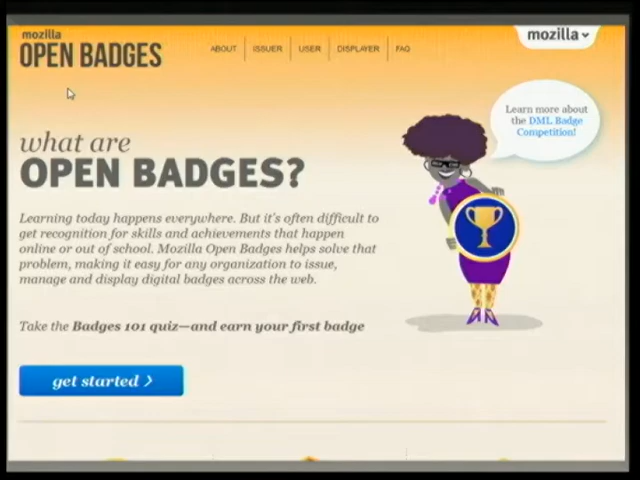 mozilla
OPEN BADGES
ABOUT
ISSUER
USER
DISPLAYER
FAQ
mozilla
Learn more about
the DML Badge
Competition!
what are
OPEN BADGES?
Learning today happens everywhere. But it's often difficult to
get recognition for skills and achievements that happen
online or out of school. Mozilla Open Badges helps solve that
problem, making it easy for any organization to issue,
manage and display digital badges across the web.
Take the Badges 101 quiz—and earn your first badge
get started